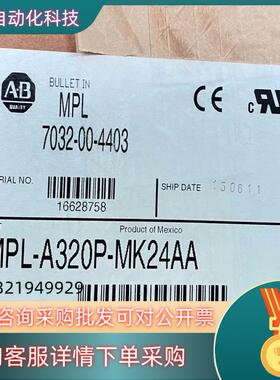 自动化科技
A·B
QUALITY
BULLETIN
MPL
7032-00-4403
CE
SERIAL NO.
16628758
SHIP DATE
130611
Product of Mexico
MPL-A320P-MK24AA
821949929
咨询采购批发可对公开票
客服详情下单采购